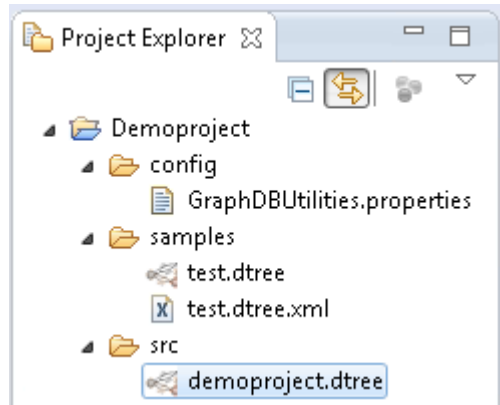 Project Explorer
Demoproject
config
GraphDBUtilities.properties
samples
test.dtree
test.dtree.xml
src
demoproject.dtree